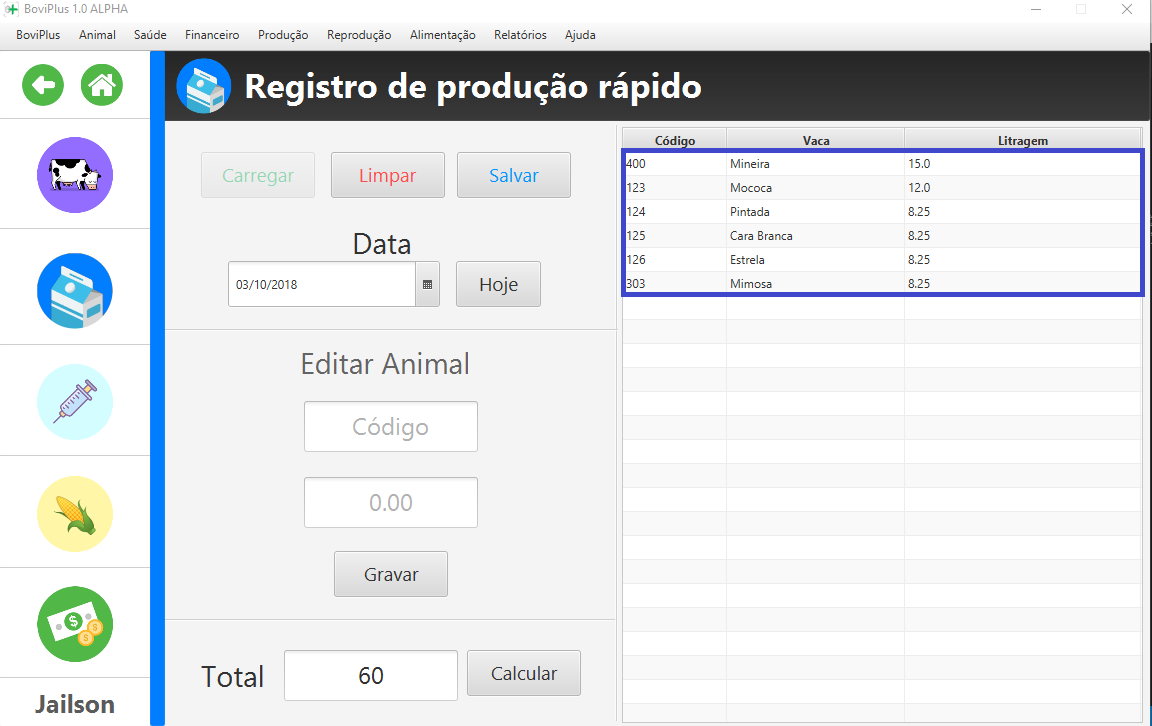 BoviPlus 1.0 ALPHA
BoviPlus Animal Saúde Financeiro Produção Reprodução Alimentação Relatórios Ajuda
Registro de produção rápido
Carregar Limpar Salvar
Data
03/10/2018 Hoje
Editar Animal
Código
0.00
Gravar
Total 60 Calcular
Código Vaca Litragem
400 Mineira 15.0
123 Mococa 12.0
124 Pintada 8.25
125 Cara Branca 8.25
126 Estrela 8.25
303 Mimosa 8.25
Jailson